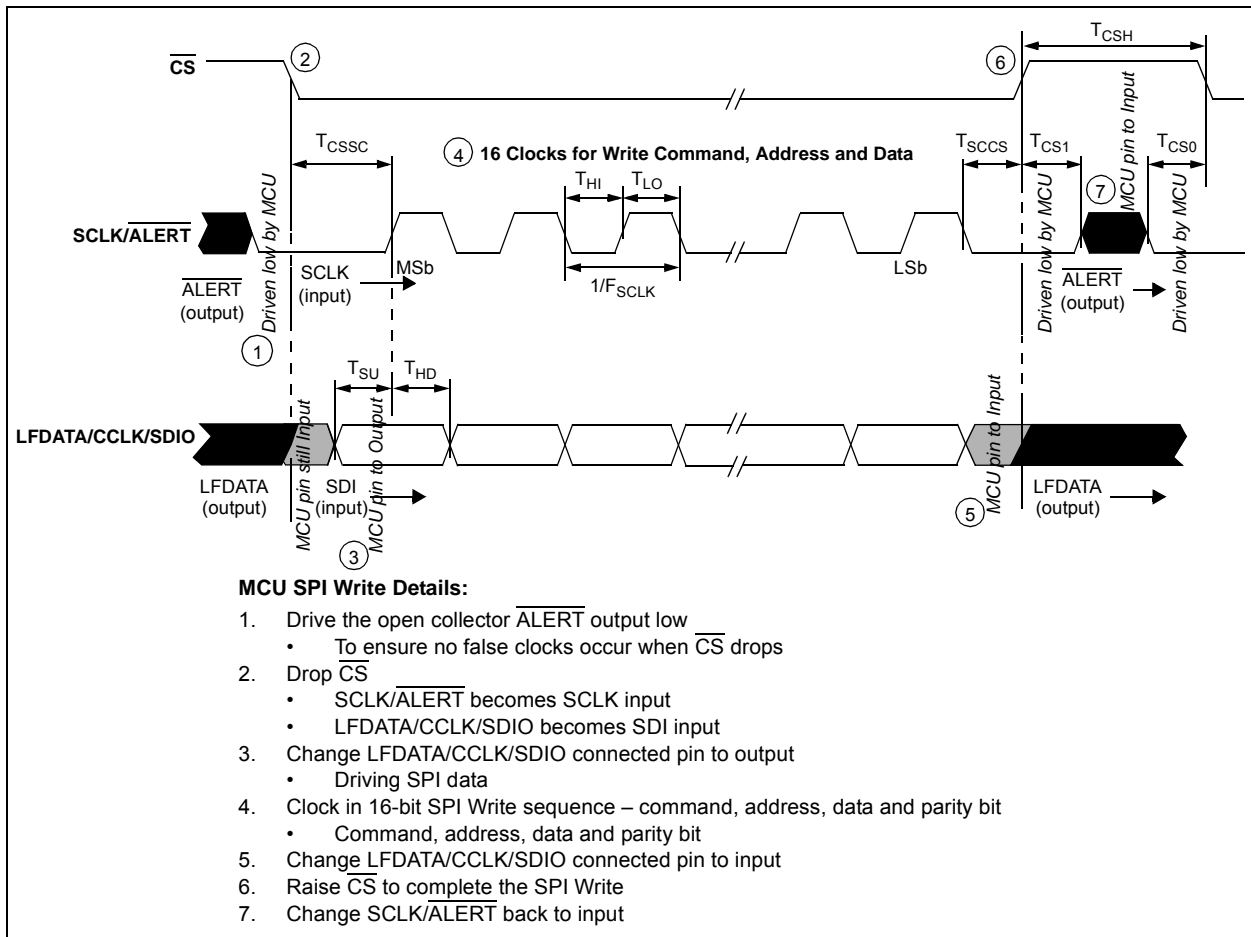 CS
2
6
TCSH
TCSSC
4 16 Clocks for Write Command, Address and Data
TSCCS
TCS1
MCU pin to Input
TCS0
THI
TLO
7
SCLK/ALERT
Driven low by MCU
SCLK
(input)
MSb
1/FSCLK
LSb
Driven low by MCU
ALERT
(output)
Driven low by MCU
ALERT
(output)
1
TSU
THD
LFDATA/CCLK/SDIO
MCU pin still Input
MCU pin to Output
MCU pin to Input
LFDATA
(output)
SDI
(input)
3
5
LFDATA
(output)
MCU SPI Write Details:
1. Drive the open collector ALERT output low
• To ensure no false clocks occur when CS drops
2. Drop CS
• SCLK/ALERT becomes SCLK input
• LFDATA/CCLK/SDIO becomes SDI input
3. Change LFDATA/CCLK/SDIO connected pin to output
• Driving SPI data
4. Clock in 16-bit SPI Write sequence – command, address, data and parity bit
• Command, address, data and parity bit
5. Change LFDATA/CCLK/SDIO connected pin to input
6. Raise CS to complete the SPI Write
7. Change SCLK/ALERT back to input